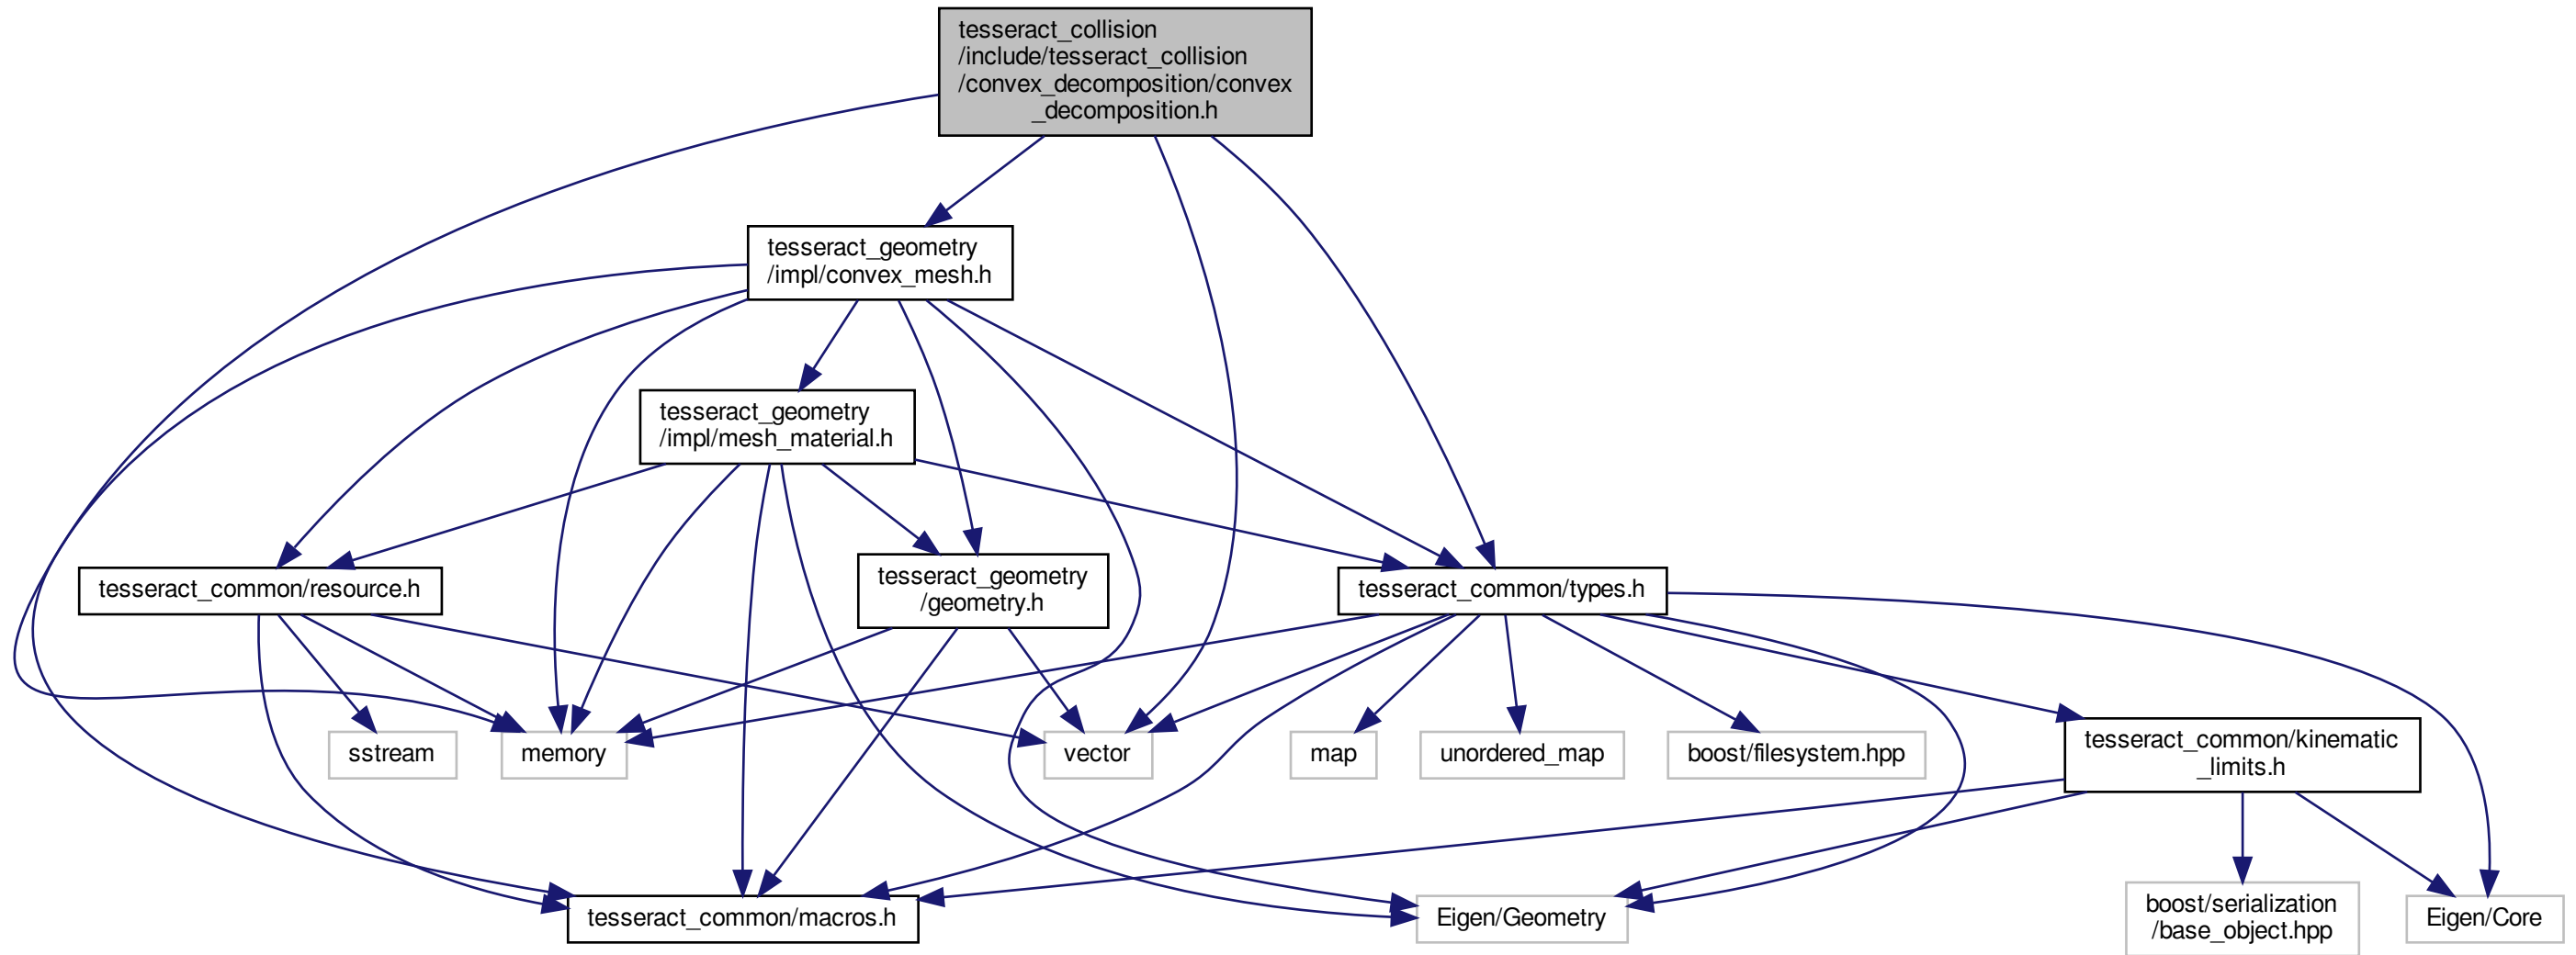 tesseract_collision
/include/tesseract_collision
/convex_decomposition/convex
_decomposition.h
tesseract_geometry
/impl/convex_mesh.h
tesseract_geometry
/impl/mesh_material.h
tesseract_common/resource.h
tesseract_geometry
/geometry.h
tesseract_common/types.h
sstream
memory
vector
map
unordered_map
boost/filesystem.hpp
tesseract_common/kinematic
_limits.h
tesseract_common/macros.h
Eigen/Geometry
boost/serialization
/base_object.hpp
Eigen/Core